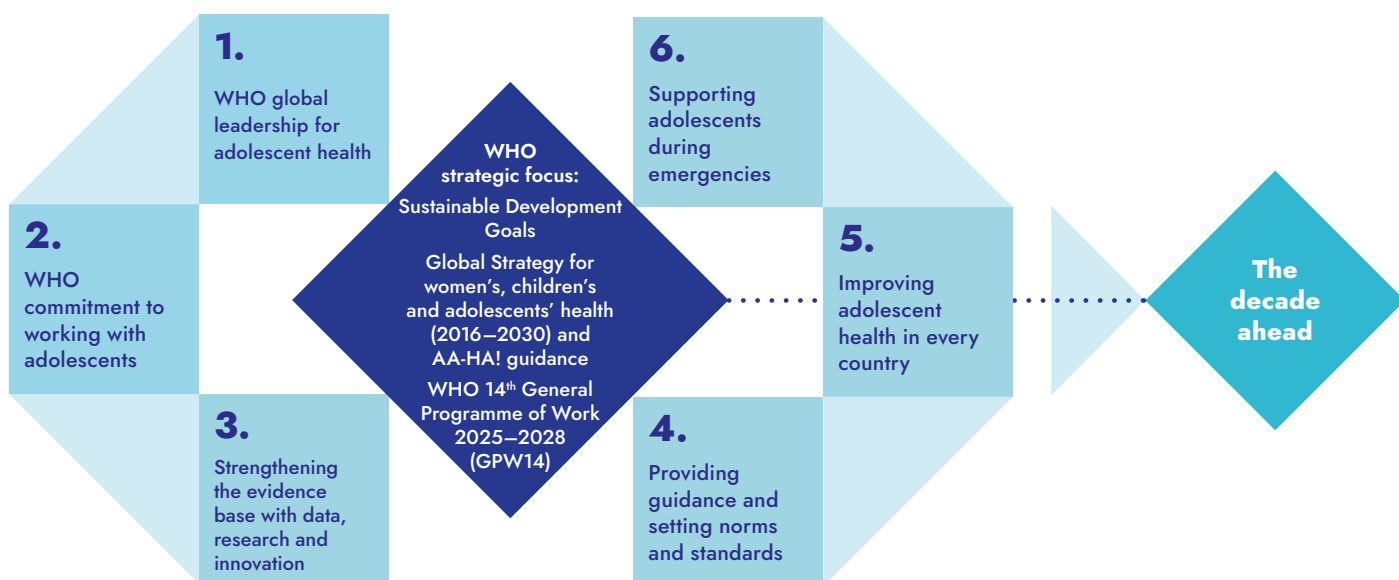 1.
WHO global
leadership for
adolescent health
2.
WHO
commitment to
working with
adolescents
3.
Strengthening
the evidence
base with data,
research and
innovation
WHO
strategic focus:
Sustainable Development
Goals
Global Strategy for
women’s, children’s
and adolescents’ health
(2016–2030) and
AA-HA! guidance
WHO 14th General
Programme of Work
2025–2028
(GPW14)
6.
Supporting
adolescents
during
emergencies
5.
Improving
adolescent
health in every
country
4.
Providing
guidance and
setting norms
and standards
The
decade
ahead